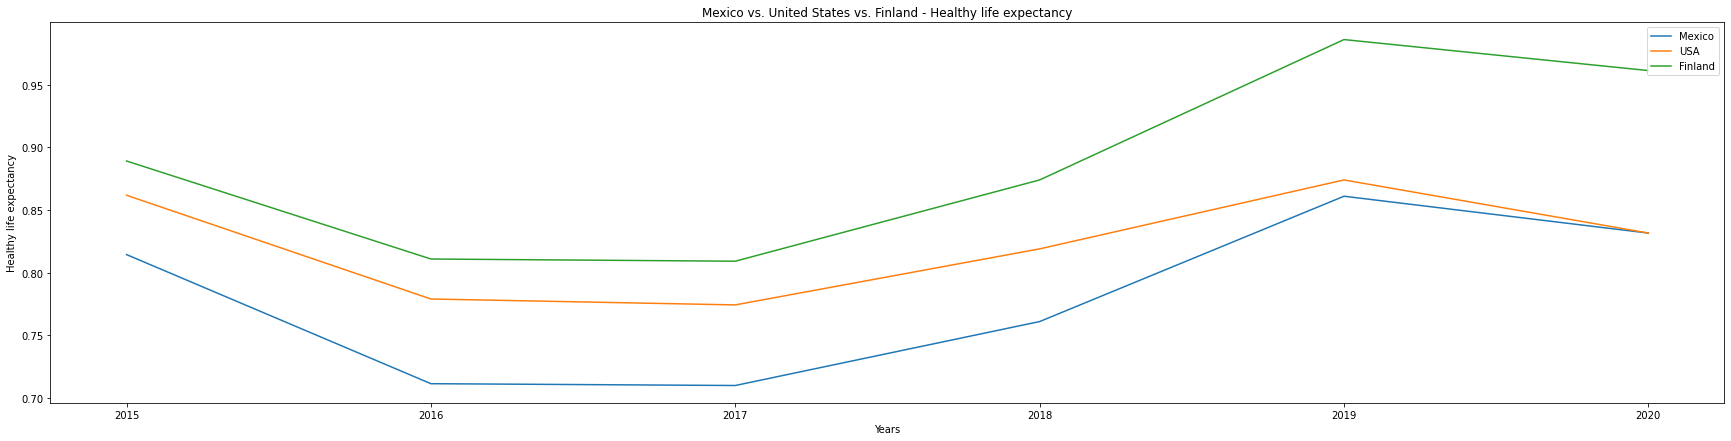 Mexico vs. United States vs. Finland - Healthy life expectancy
Mexico
USA
Finland
Healthy life expectancy
0.95
0.90
0.85
0.80
0.75
0.70
2015 2016 2017 2018 2019 2020
Years